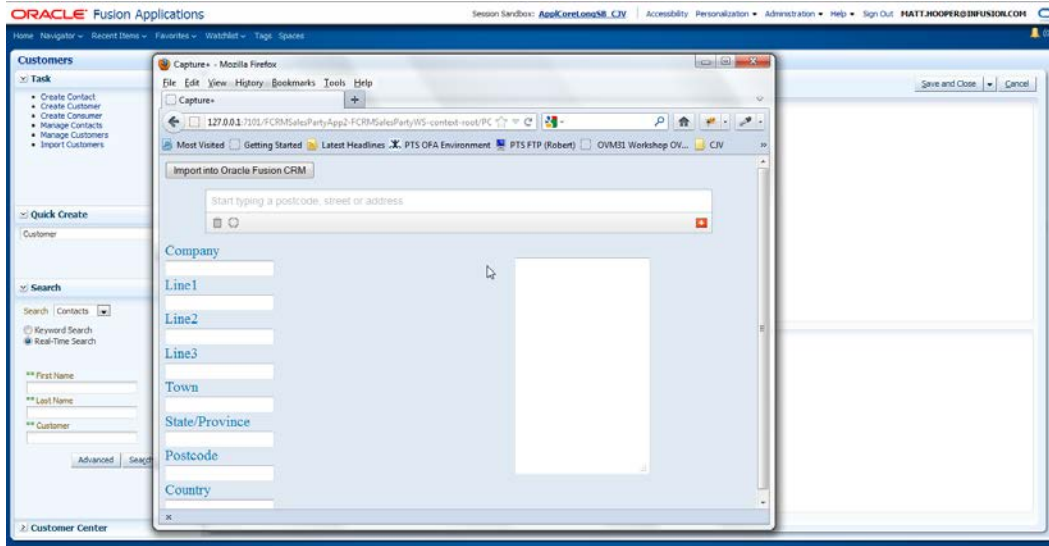 ORACLE Fusion Applications
Session Sandbox: ApplCoreLongSB_CJV Accessibility Personalization Administration Help Sign Out MATT.HOOPER@INFUSION.COM
Home Navigator Recent Items Favorites Watchlist Tags Spaces
Customers
Task
Create Contact
Create Customer
Create Consumer
Manage Contacts
Manage Customers
Import Customers
Quick Create
Customer
Search
Search Contacts
Keyword Search
Real-Time Search
** First Name
** Last Name
** Customer
Advanced Search
Customer Center
Save and Close Cancel
Capture+ - Mozilla Firefox
File Edit View History Bookmarks Tools Help
Capture+
127.0.0.1:7101/FCRMSalesPartyApp2-FCRMSalesPartyWS-context-root/PC
Most Visited Getting Started Latest Headlines PTS OFA Environment PTS FTP (Robert) OVM31 Workshop OV... CJV
Import into Oracle Fusion CRM
Start typing a postcode, street or address
Company
Line1
Line2
Line3
Town
State/Province
Postcode
Country